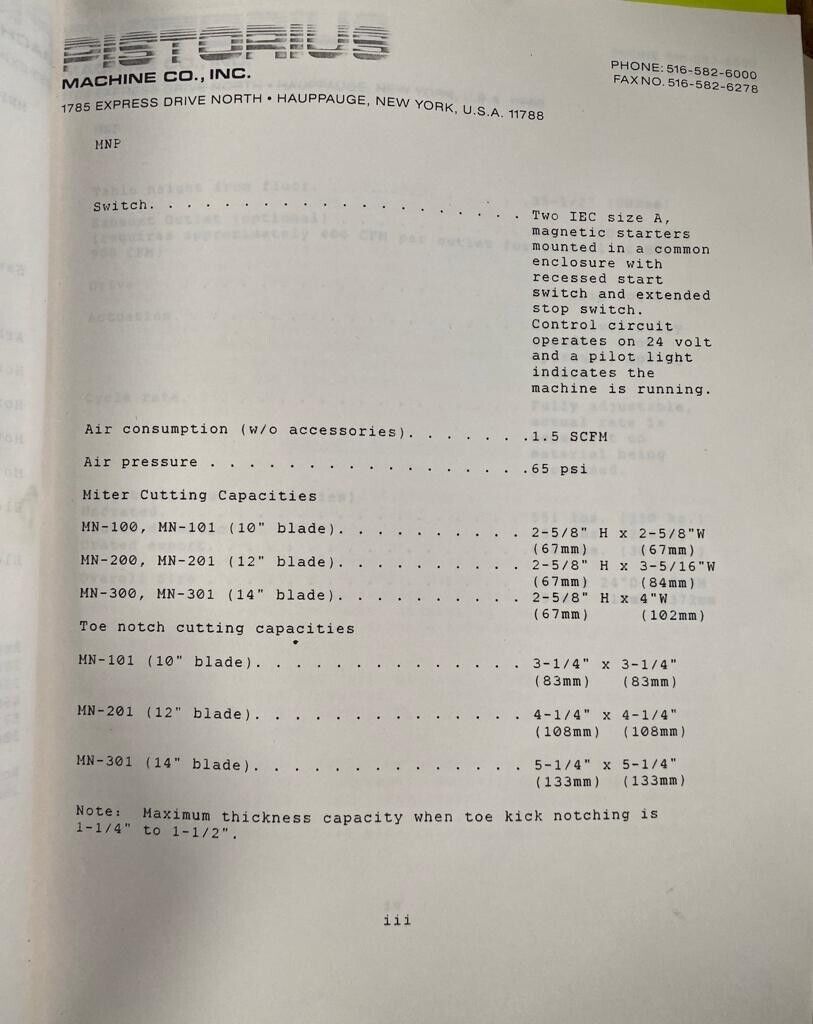 PISTORIUS
MACHINE CO., INC.
1785 EXPRESS DRIVE NORTH • HAUPPAUGE, NEW YORK, U.S.A. 11788
PHONE: 516-582-6000
FAX NO. 516-582-6278
MNP
Switch. . . . . . . . . . . . . . . . . . . . Two IEC size A,
magnetic starters
mounted in a common
enclosure with
recessed start
switch and extended
stop switch.
Control circuit
operates on 24 volt
and a pilot light
indicates the
machine is running.
Air consumption (w/o accessories). . . . . . .1.5 SCFM
Air pressure . . . . . . . . . . . . . . . . .65 psi
Miter Cutting Capacities
MN-100, MN-101 (10" blade). . . . . . . . . . 2-5/8" H x 2-5/8"W
(67mm) (67mm)
MN-200, MN-201 (12" blade). . . . . . . . . . 2-5/8" H x 3-5/16"W
(67mm) (84mm)
MN-300, MN-301 (14" blade). . . . . . . . . . 2-5/8" H x 4"W
(67mm) (102mm)
Toe notch cutting capacities
MN-101 (10" blade). . . . . . . . . . . . . . 3-1/4" x 3-1/4"
(83mm) (83mm)
MN-201 (12" blade). . . . . . . . . . . . . . 4-1/4" x 4-1/4"
(108mm) (108mm)
MN-301 (14" blade). . . . . . . . . . . . . . 5-1/4" x 5-1/4"
(133mm) (133mm)
Note: Maximum thickness capacity when toe kick notching is
1-1/4" to 1-1/2".
iii